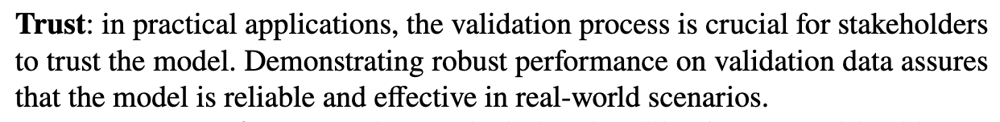 Trust: in practical applications, the validation process is crucial for stakeholders
to trust the model. Demonstrating robust performance on validation data assures
that the model is reliable and effective in real-world scenarios.